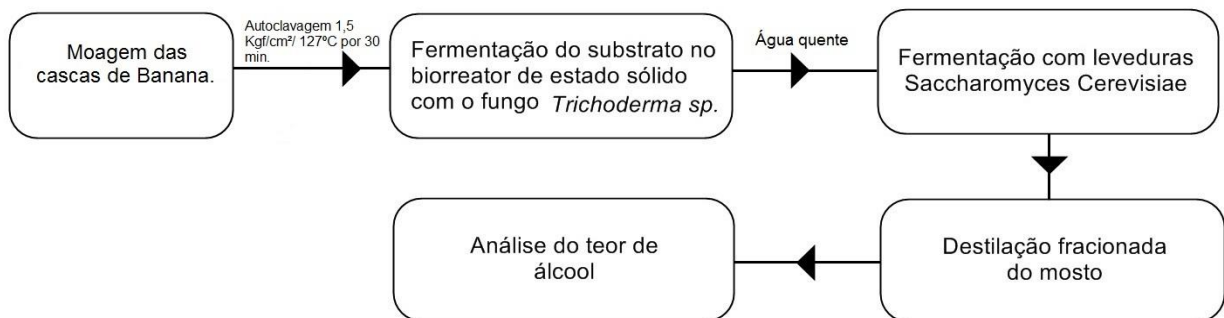 Moagem das
cascas de Banana.
Autoclavagem 1,5
Kgf/cm²/ 127ºC por 30
min.
Fermentação do substrato no
biorreator de estado sólido
com o fungo Trichoderma sp.
Água quente
Fermentação com leveduras
Saccharomyces Cerevisiae
Destilação fracionada
do mosto
Análise do teor de
álcool